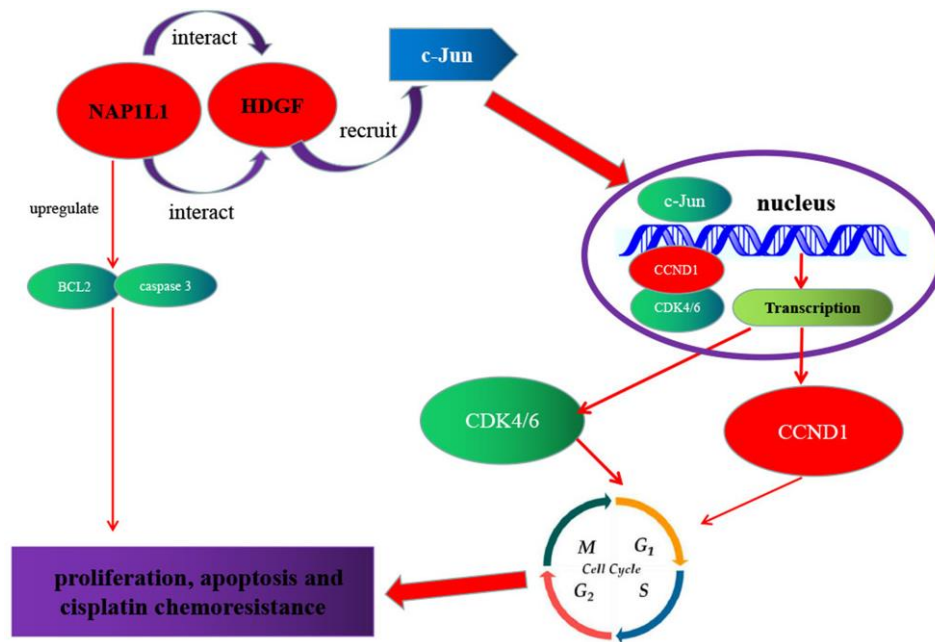 interact
c-Jun
NAP1L1
HDGF
recruit
interact
upregulate
c-Jun
nucleus
CCND1
BCL2
caspase 3
CDK4/6
Transcription
CDK4/6
CCND1
M
G1
Cell Cycle
G2
S
proliferation, apoptosis and
cisplatin chemoresistance